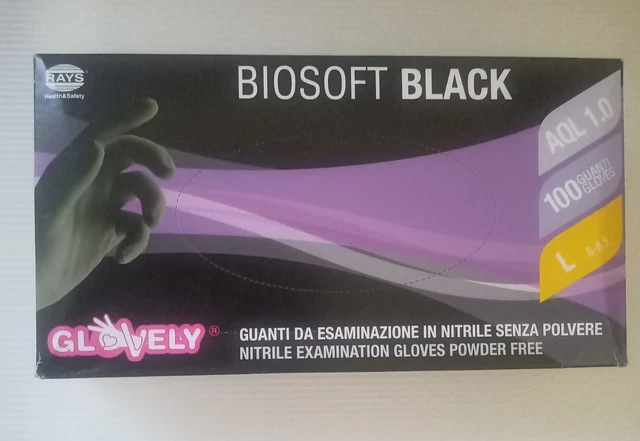 RAYS®
Health&Safety
BIOSOFT BLACK
AQL 1.0
100 GUANTI
GLOVES
L 8-8.5
GLOVELY®
GUANTI DA ESAMINAZIONE IN NITRILE SENZA POLVERE
NITRILE EXAMINATION GLOVES POWDER FREE